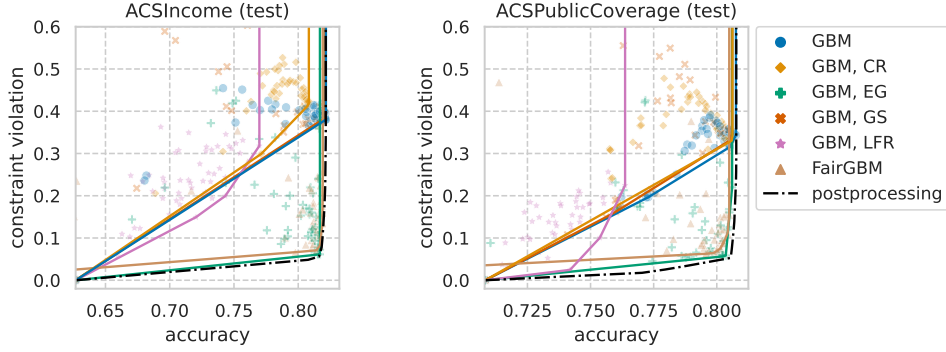 ACSIncome (test)
constraint violation
0.6
0.5
0.4
0.3
0.2
0.1
0.0
0.65
0.70
0.75
0.80
accuracy
ACSPublicCoverage (test)
constraint violation
0.6
0.5
0.4
0.3
0.2
0.1
0.0
0.725
0.750
0.775
0.800
accuracy
GBM
GBM, CR
GBM, EG
GBM, GS
GBM, LFR
FairGBM
postprocessing